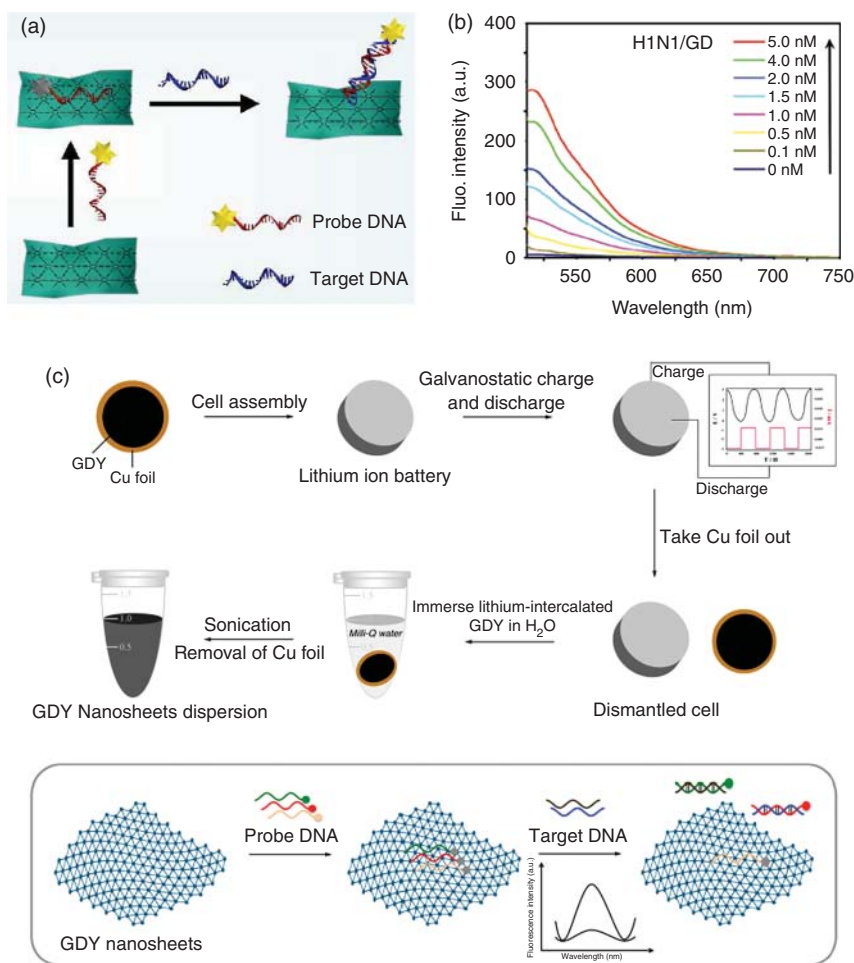 (a)
Probe DNA
Target DNA
(b)
H1N1/GD
5.0 nM
4.0 nM
2.0 nM
1.5 nM
1.0 nM
0.5 nM
0.1 nM
0 nM
Fluo. intensity (a.u.)
400
300
200
100
0
550
600
650
700
750
Wavelength (nm)
(c)
GDY
Cu foil
Cell assembly
Lithium ion battery
Galvanostatic charge
and discharge
Charge
Discharge
Take Cu foil out
Dismantled cell
Immerse lithium-intercalated
GDY in H₂O
1.5
Milli-Q water
0.5
Sonication
Removal of Cu foil
1.5
1.0
0.5
GDY Nanosheets dispersion
GDY nanosheets
Probe DNA
Target DNA
Fluorescence intensity (a.u.)
Wavelength (nm)